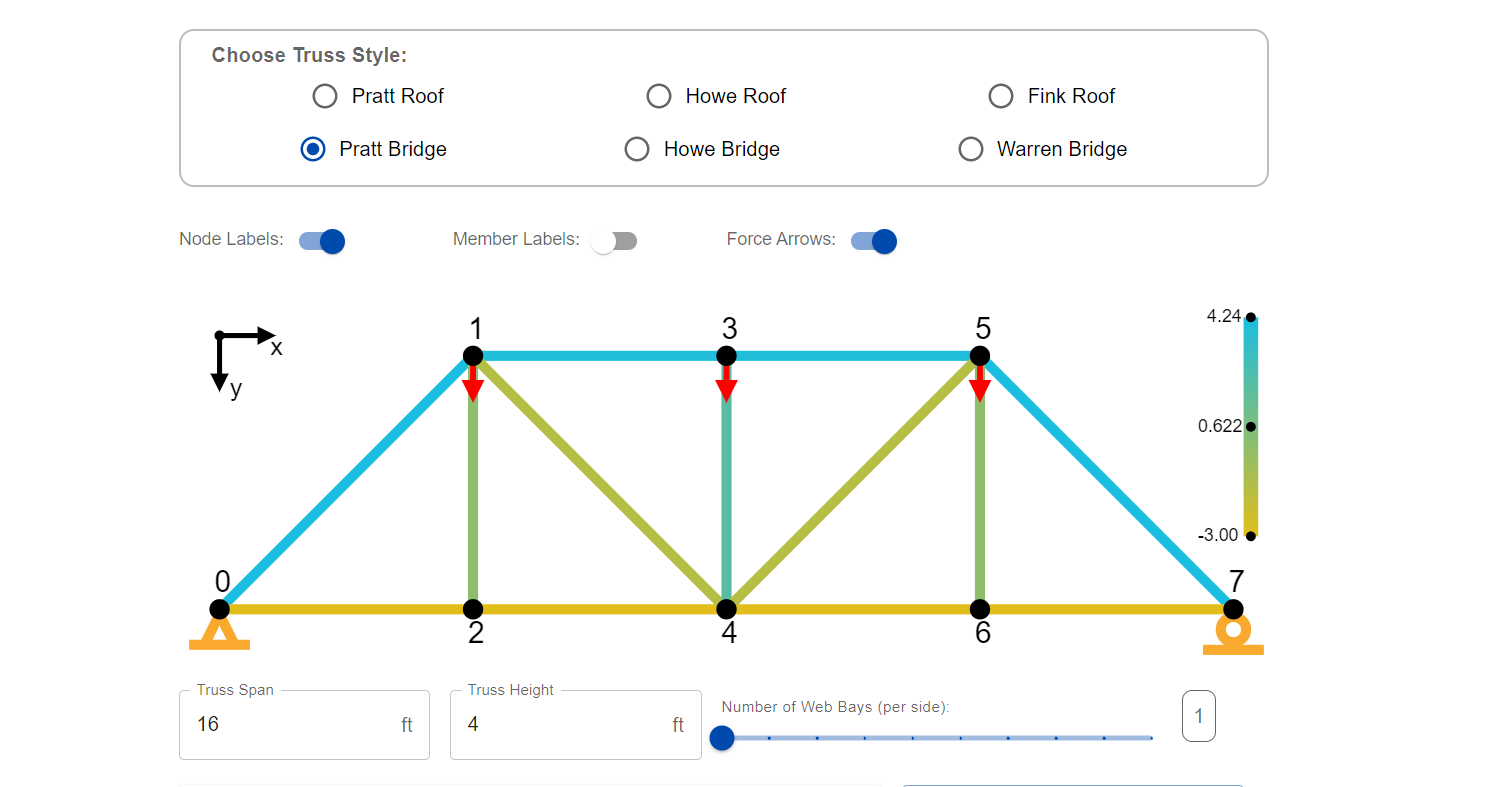 Choose Truss Style:
Pratt Roof Howe Roof Fink Roof
Pratt Bridge Howe Bridge Warren Bridge
Node Labels: Member Labels: Force Arrows:
x
y
1 3 5
4.24
0.622
-3.00
0 7
2 4 6
Truss Span
16 ft
Truss Height
4 ft
Number of Web Bays (per side):
1